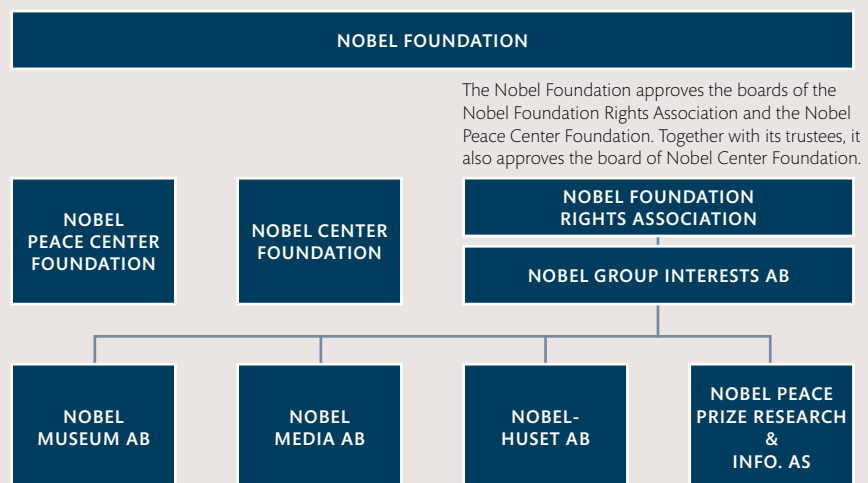 NOBEL FOUNDATION
The Nobel Foundation approves the boards of the
Nobel Foundation Rights Association and the Nobel
Peace Center Foundation. Together with its trustees, it
also approves the board of Nobel Center Foundation.
NOBEL
PEACE CENTER
FOUNDATION
NOBEL CENTER
FOUNDATION
NOBEL FOUNDATION
RIGHTS ASSOCIATION
NOBEL GROUP INTERESTS AB
NOBEL
MUSEUM AB
NOBEL
MEDIA AB
NOBEL-
HUSET AB
NOBEL PEACE
PRIZE RESEARCH
&
INFO. AS